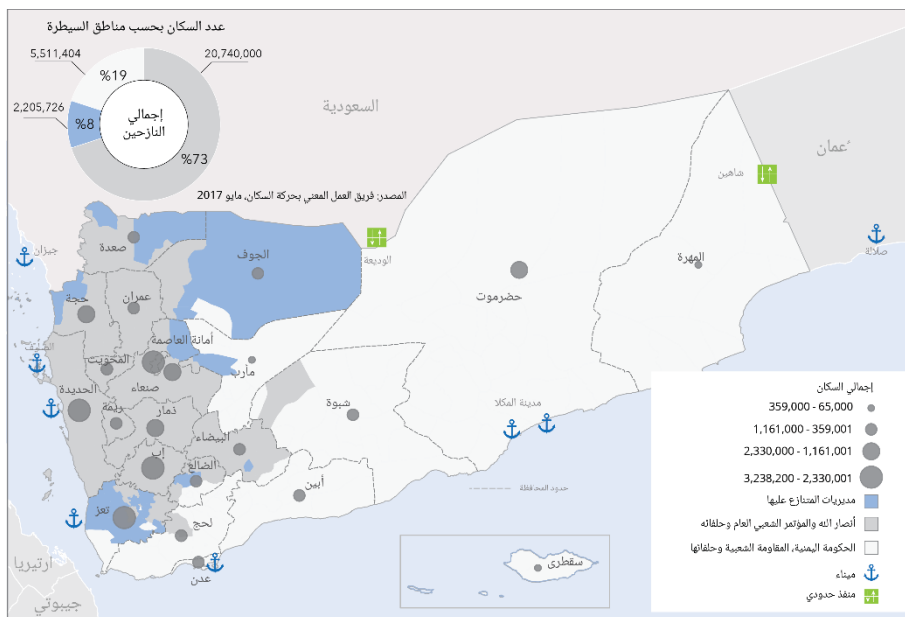 عدد السكان بحسب مناطق السيطرة
20,740,000
5,511,404
%19
2,205,726
%8
إجمالي
النازحين
%73
المصدر: فريق العمل المعني بحركة السكان، مايو 2017
السعودية
عُمان
شاهين
صلالة
جيزان
صعدة
الجوف
الوديعة
المهرة
حضرموت
حجة
عمران
أمانة العاصمة
مأرب
الصليف
المحويت
صنعاء
الحديدة
ريمة
ذمار
شبوة
مدينة المكلا
البيضاء
إب
الضالع
أبين
حدود المحافظة
تعز
لحج
عدن
سقطرى
أرتيريا
جيبوتي
إجمالي السكان
359,000 - 65,000
1,161,000 - 359,001
2,330,000 - 1,161,001
3,238,200 - 2,330,001
مديريات المتنازع عليها
أنصار الله والمؤتمر الشعبي العام وحلفائه
الحكومة اليمنية، المقاومة الشعبية وحلفائها
ميناء
منفذ حدودي